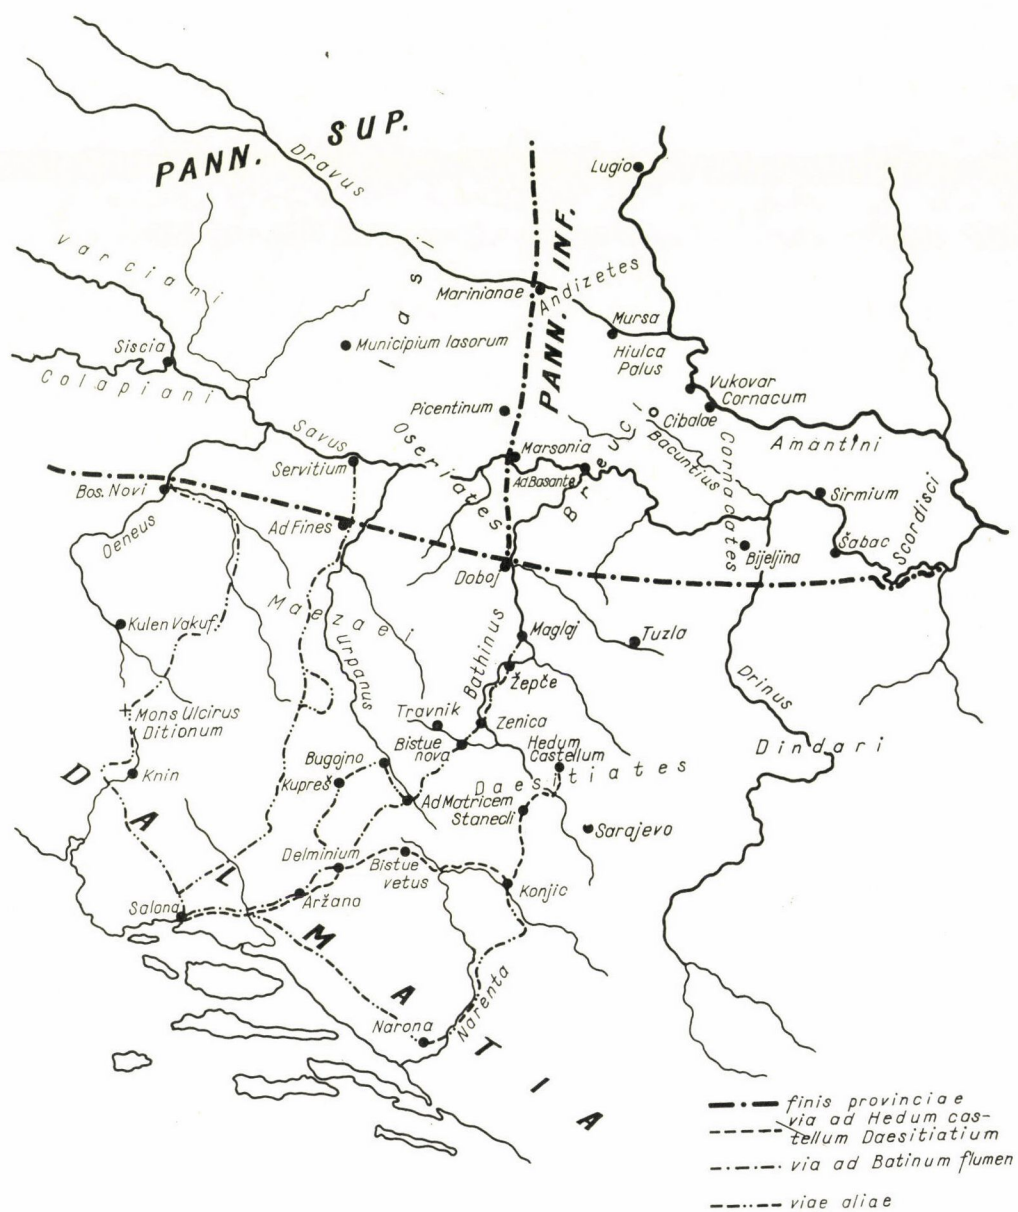 PANN. SUP.
Dravus
Lugio
Varciani
Iasi
PANN. INF.
Marinianae
Andizetes
Mursa
Siscia
Municipium Iasorum
Hiulca
Palus
Colapiani
Vukovar
Cornacum
Picentinum
Cibalae
Savus
Oseriates
Breuci
Bacuntius
Cornacates
Amantini
Servitium
Marsonia
Ad Basante
Bos. Novi
Sirmium
Scordisci
Ad Fines
Oeneus
Doboj
Bijeljina
Šabac
Kulen Vakuf
Maezaei
Urpanus
Bathinus
Maglaj
Tuzla
Žepče
Drinus
Mons Ulcirus
Ditionum
Travnik
Zenica
Bistue
nova
Hedum
Castellum
Dindari
Knin
Bugojno
Kupreš
Daesitiates
Ad Matricem
Stanecli
Sarajevo
DALMATIA
Delminium
Bistue
vetus
Konjic
Aržano
Salona
Narona
Narenta
finis provinciae
via ad Hedum cas-
tellum Daesitiatium
via ad Batinum flumen
viae aliae